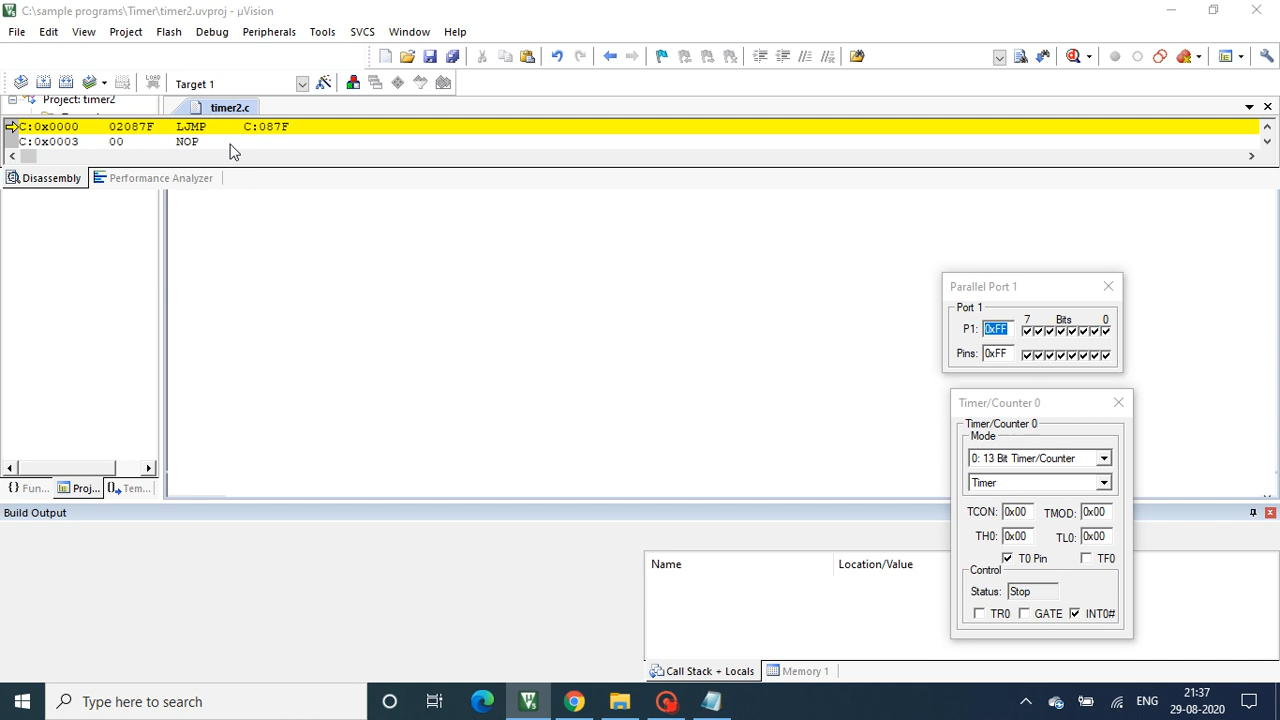 C:\sample programs\Timer\timer2.uvproj - µVision
File Edit View Project Flash Debug Peripherals Tools SVCS Window Help
LOAD Target 1
Project: timer2
timer2.c
C:0x0000 02087F LJMP C:087F
C:0x0003 00 NOP
Disassembly Performance Analyzer
Parallel Port 1
Port 1
7 Bits 0
P1: 0xFF
Pins: 0xFF
Timer/Counter 0
Timer/Counter 0
Mode
0: 13 Bit Timer/Counter
Timer
TCON: 0x00 TMOD: 0x00
TH0: 0x00 TL0: 0x00
T0 Pin TF0
Control
Status: Stop
TR0 GATE INT0#
{} Fun... Proj... Tem...
Build Output
Name Location/Value
Call Stack + Locals Memory 1
Type here to search
ENG
21:37
29-08-2020